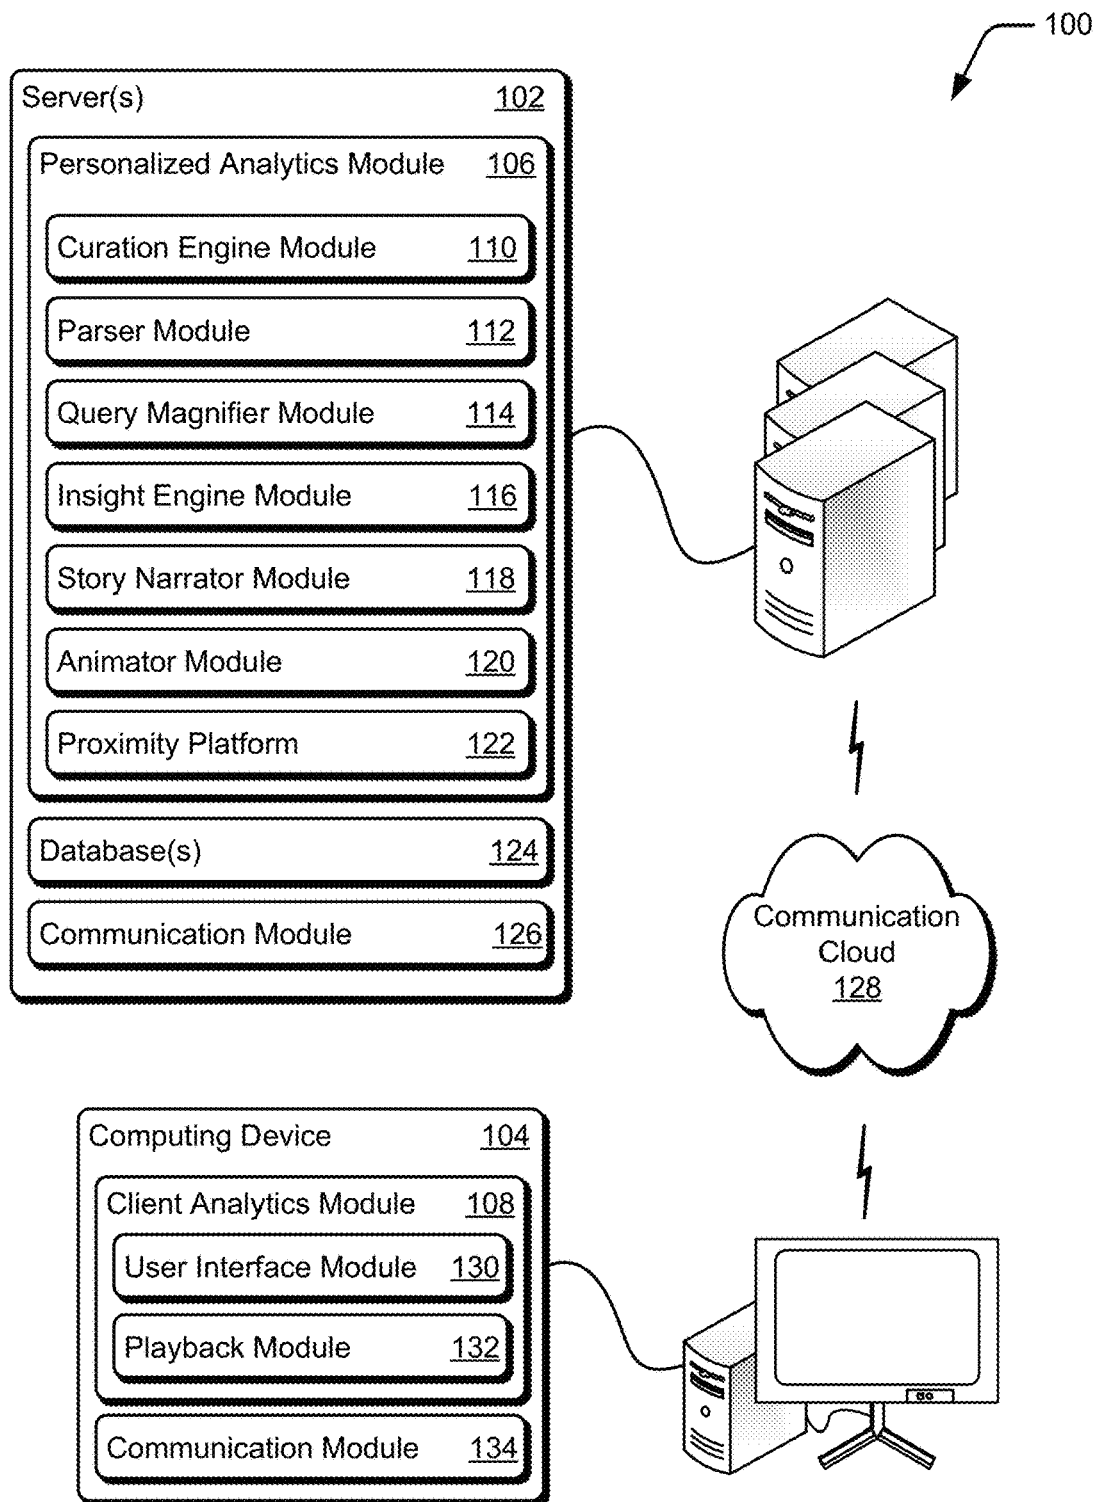 100
Server(s) 102
Personalized Analytics Module 106
Curation Engine Module 110
Parser Module 112
Query Magnifier Module 114
Insight Engine Module 116
Story Narrator Module 118
Animator Module 120
Proximity Platform 122
Database(s) 124
Communication Module 126
Communication
Cloud
128
Computing Device 104
Client Analytics Module 108
User Interface Module 130
Playback Module 132
Communication Module 134